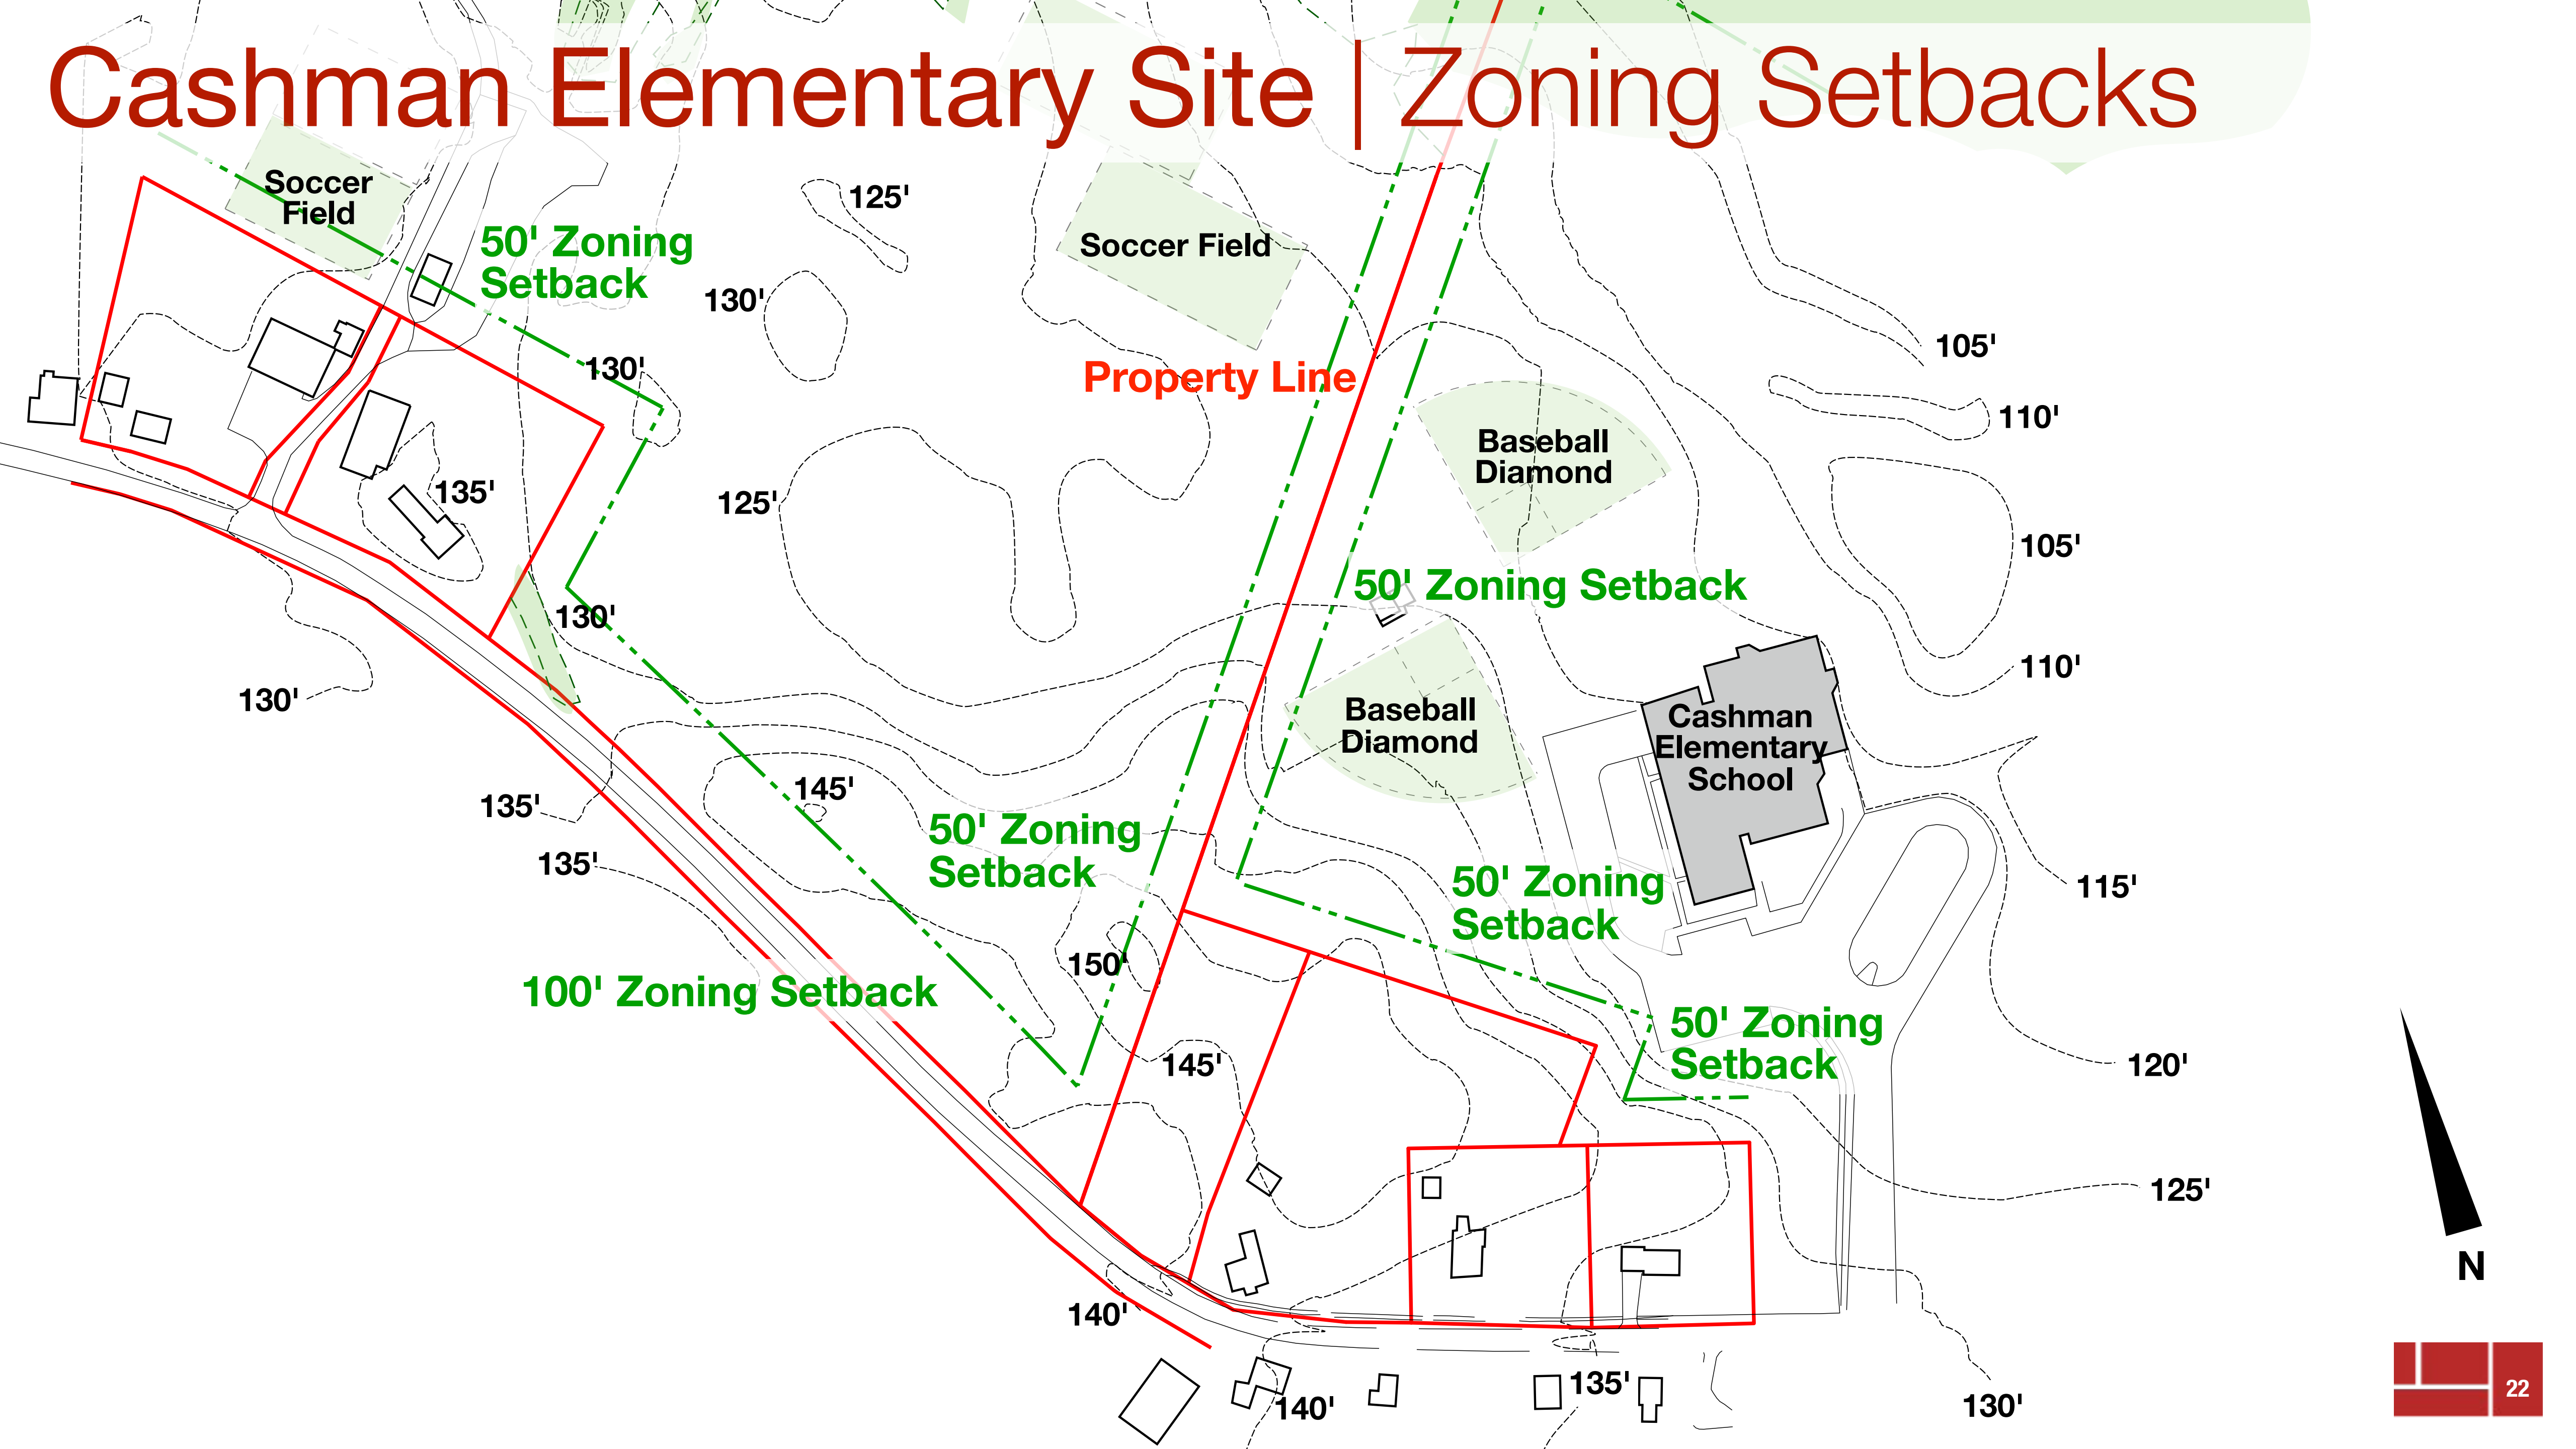 Cashman Elementary Site | Zoning Setbacks
Soccer
Field
125'
50' Zoning
Setback
Soccer Field
130'
105'
130'
Property Line
110'
Baseball
Diamond
135'
125'
105'
50' Zoning Setback
130'
110'
130'
Baseball
Diamond
Cashman
Elementary
School
145'
135'
50' Zoning
Setback
135'
50' Zoning
Setback
115'
150'
100' Zoning Setback
50' Zoning
Setback
145'
120'
125'
N
140'
135'
140'
130'
22